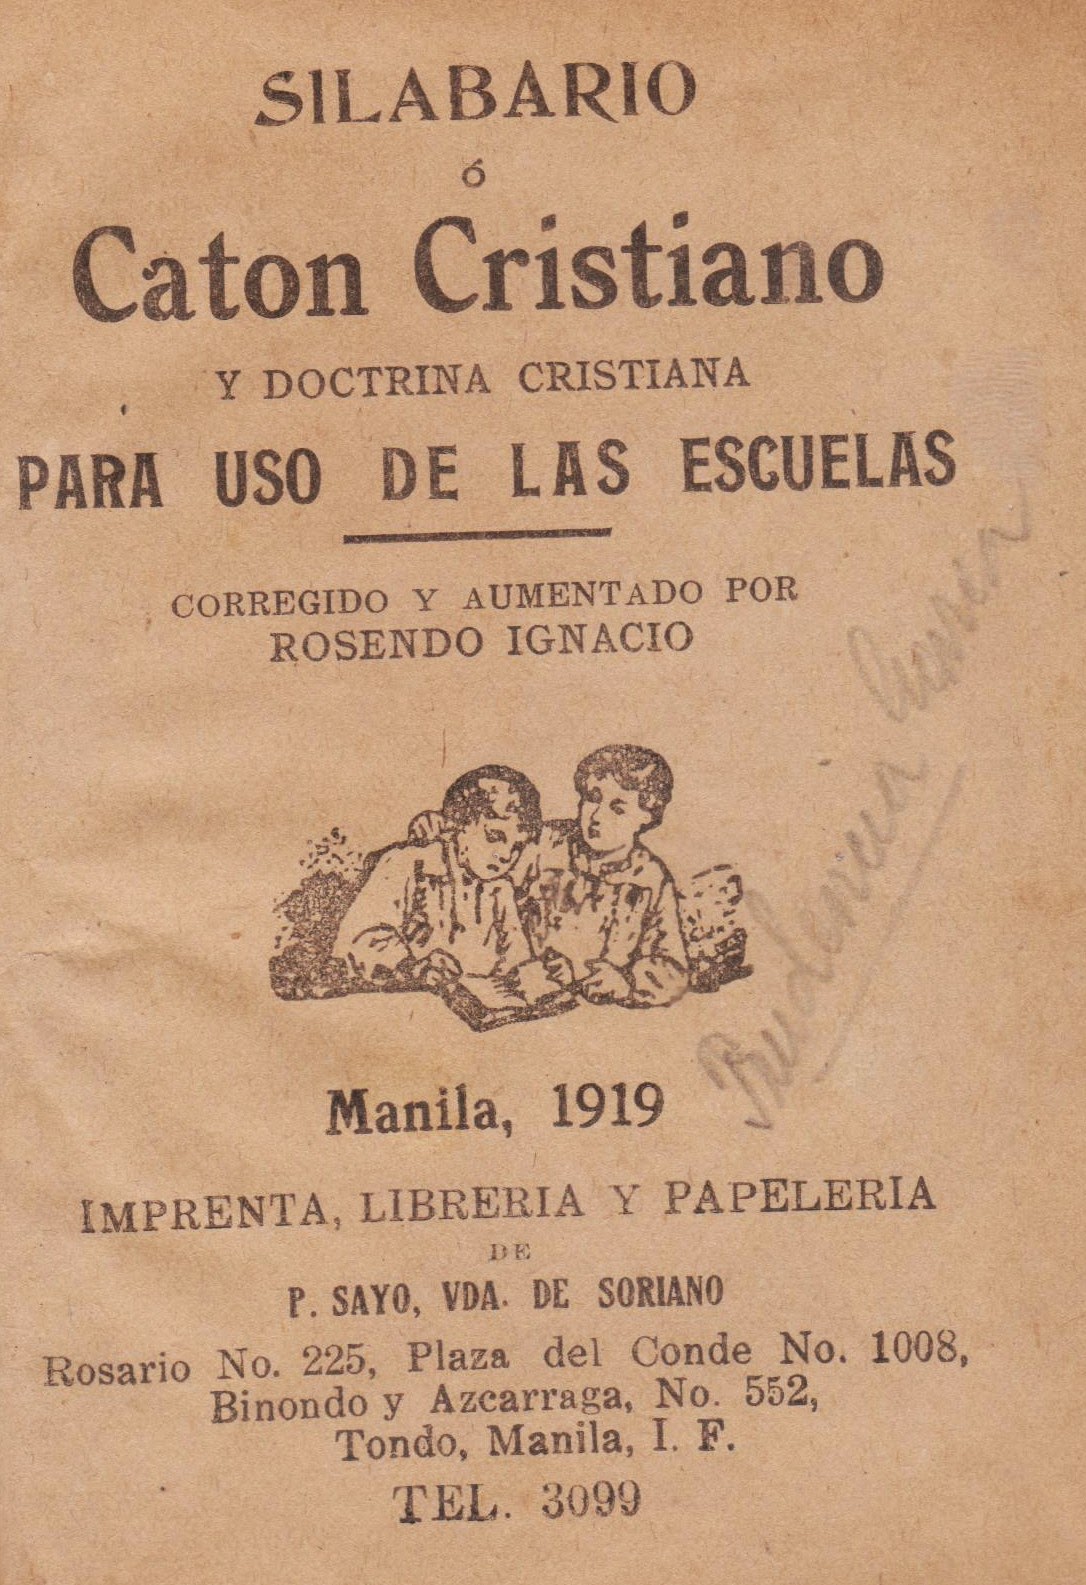 SILABARIO
ó
Caton Cristiano
Y DOCTRINA CRISTIANA
PARA USO DE LAS ESCUELAS
CORREGIDO Y AUMENTADO POR
ROSENDO IGNACIO
Manila, 1919
IMPRENTA, LIBRERIA Y PAPELERIA
DE
P. SAYO, VDA. DE SORIANO
Rosario No. 225, Plaza del Conde No. 1008,
Binondo y Azcarraga, No. 552,
Tondo, Manila, I. F.
TEL. 3099